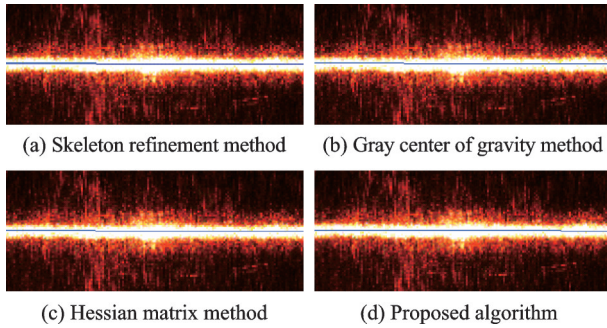 (a) Skeleton refinement method
(b) Gray center of gravity method
(c) Hessian matrix method
(d) Proposed algorithm